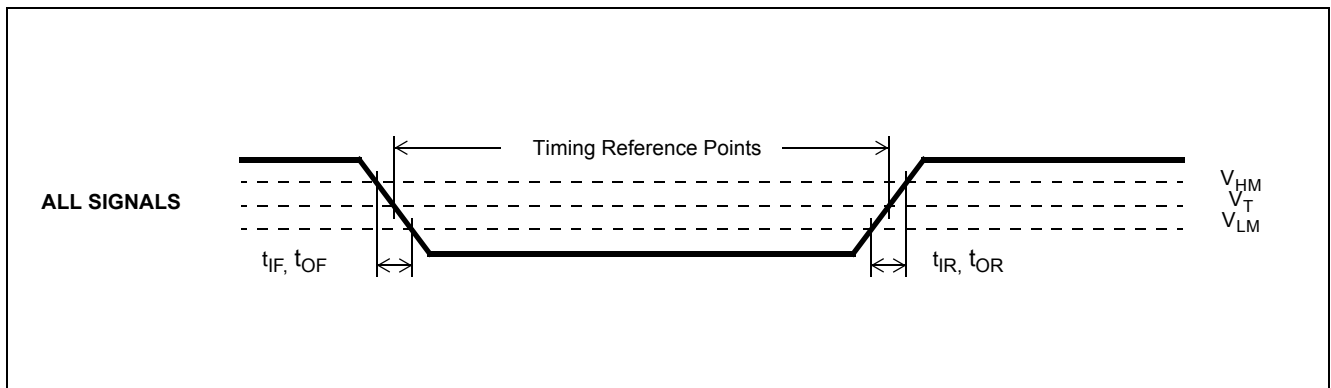 Timing Reference Points
ALL SIGNALS
V_HM
V_T
V_LM
t_IF, t_OF
t_IR, t_OR